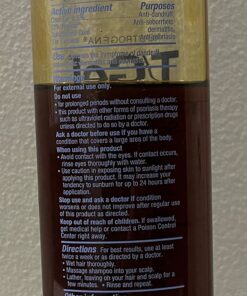 Active ingredient Purposes
Anti-dandruff,
Anti-seborrheic
dermatitis,
Uses
For external use only.
Do not use
• for prolonged periods without consulting a doctor.
• this product with other forms of psoriasis therapy
such as ultraviolet radiation or prescription drugs
unless directed to do so by a doctor.
Ask a doctor before use if you have a
condition that covers a large area of the body.
When using this product
• Avoid contact with the eyes. If contact occurs,
rinse eyes thoroughly with water.
• Use caution in exposing skin to sunlight after
applying this product. It may increase your
tendency to sunburn for up to 24 hours after
application.
Stop use and ask a doctor if condition
worsens or does not improve after regular use
of this product as directed.
Keep out of reach of children. If swallowed,
get medical help or contact a Poison Control
Center right away.
Directions For best results, use at least
twice a week or as directed by a doctor.
• Wet hair thoroughly.
• Massage shampoo into your scalp.
• Lather, leaving on your hair and scalp for a
few minutes. • Rinse and repeat.